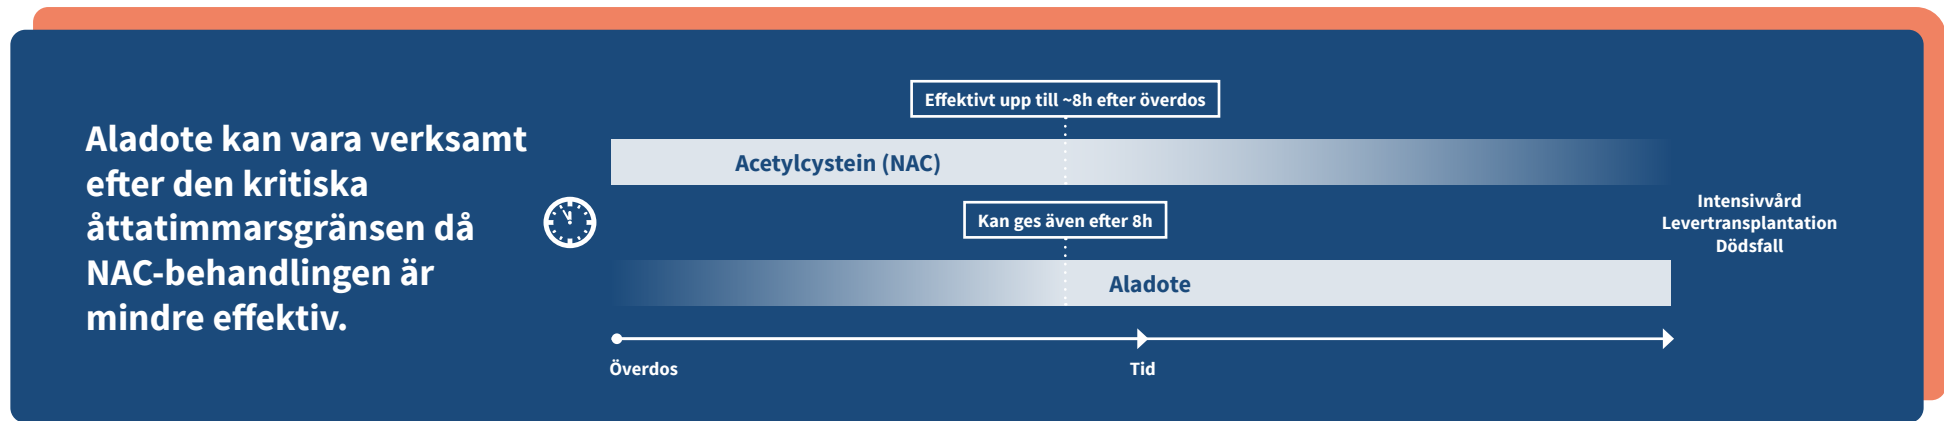 Aladote kan vara verksamt
efter den kritiska
åttatimmarsgränsen då
NAC-behandlingen är
mindre effektiv.
Effektivt upp till ~8h efter överdos
Acetylcystein (NAC)
Kan ges även efter 8h
Aladote
Överdos
Tid
Intensivvård
Levertransplantation
Dödsfall